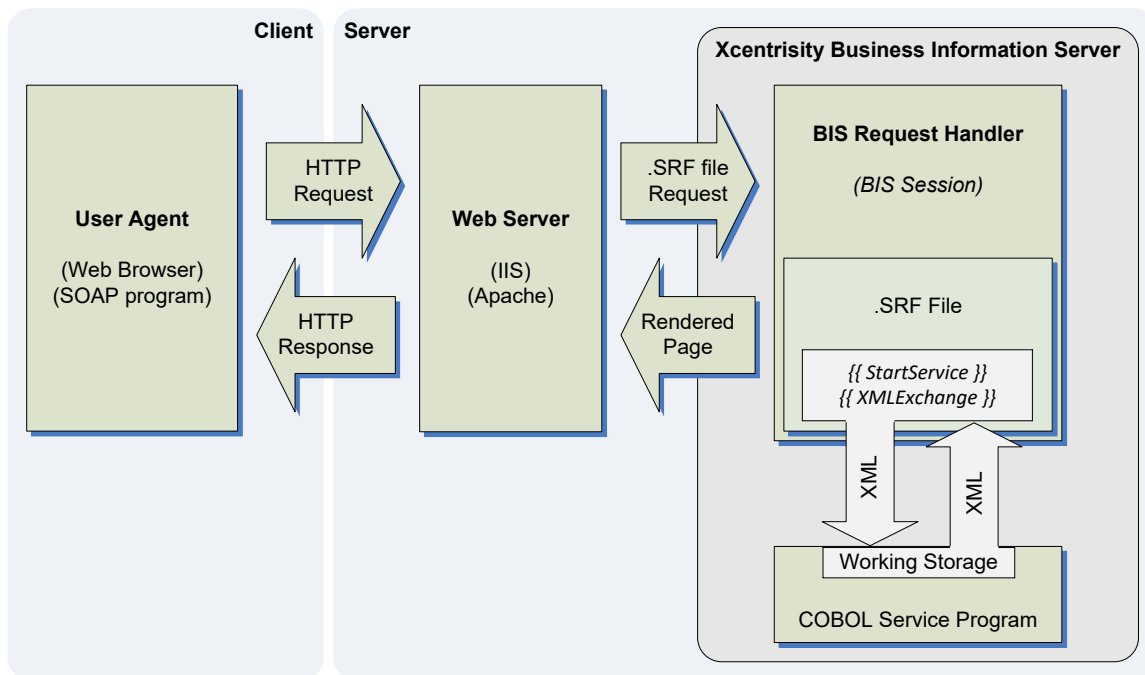 Client
Server
Xcentrisity Business Information Server
User Agent
(Web Browser)
(SOAP program)
HTTP
Request
HTTP
Response
Web Server
(IIS)
(Apache)
.SRF file
Request
Rendered
Page
BIS Request Handler
(BIS Session)
.SRF File
{{ StartService }}
{{ XMLExchange }}
XML
XML
Working Storage
COBOL Service Program